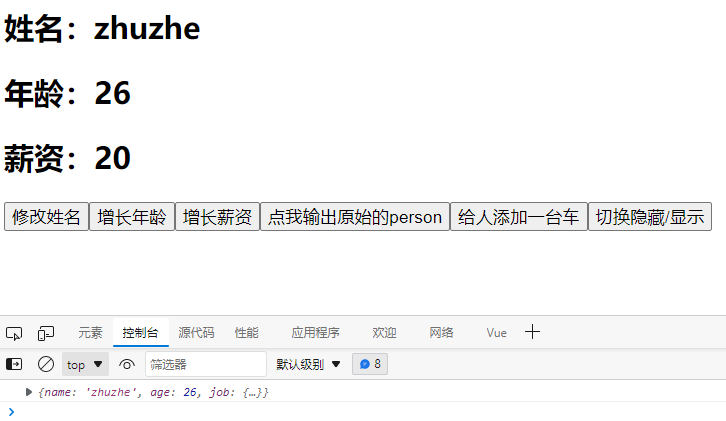 姓名：zhuzhe
年龄：26
薪资：20
修改姓名 增长年龄 增长薪资 点我输出原始的person 给人添加一台车 切换隐藏/显示
元素 控制台 源代码 性能 应用程序 欢迎 网络 Vue
top 筛选器 默认级别 8
{name: 'zhuzhe', age: 26, job: {…}}